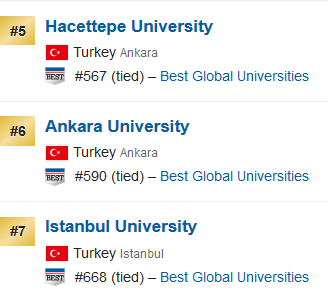 #5 Hacettepe University
Turkey Ankara
BEST #567 (tied) – Best Global Universities
#6 Ankara University
Turkey Ankara
BEST #590 (tied) – Best Global Universities
#7 Istanbul University
Turkey Istanbul
BEST #668 (tied) – Best Global Universities